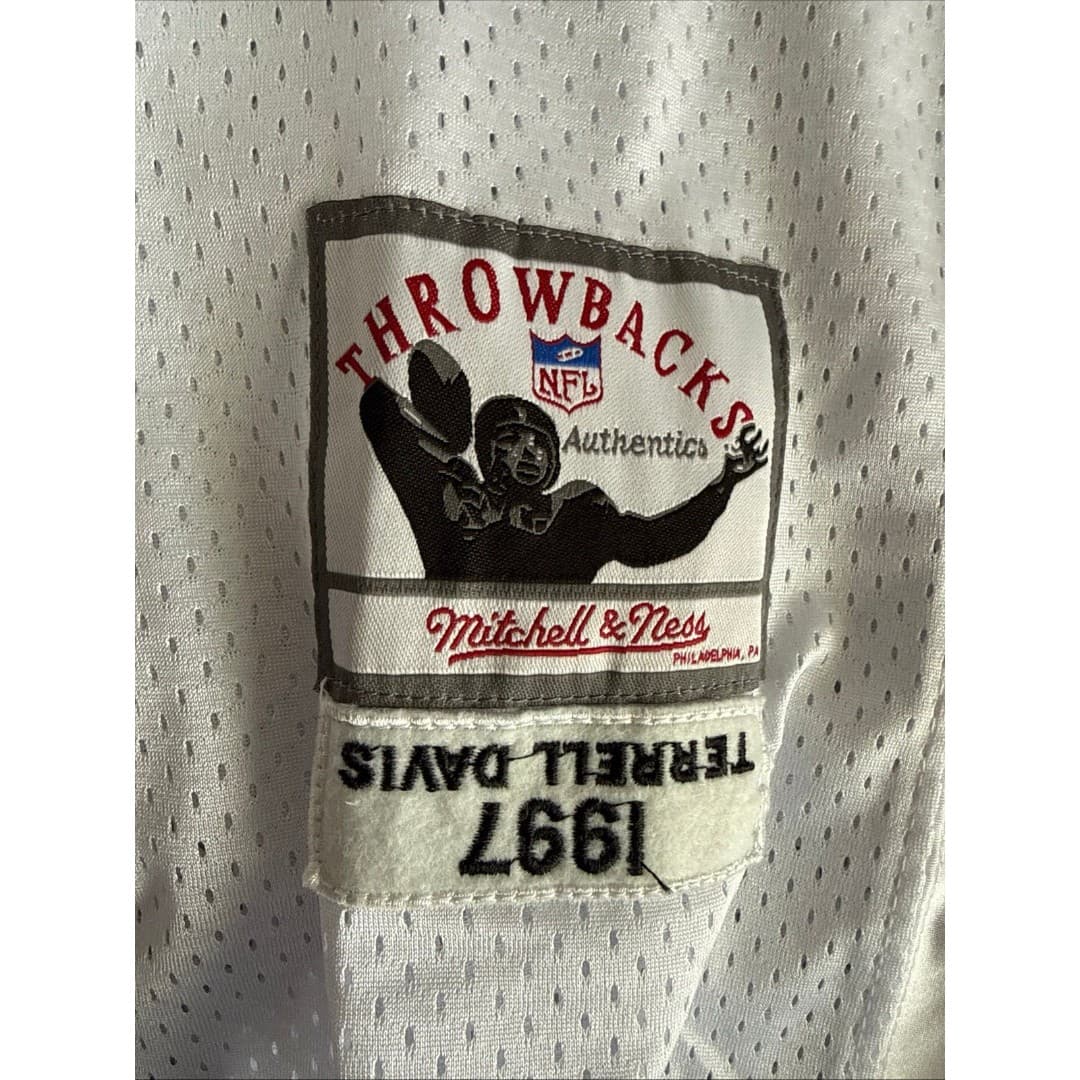 THROWBACKS
NFL
Authentics
Mitchell & Ness
PHILADELPHIA, PA
TERRELL DAVIS
1997